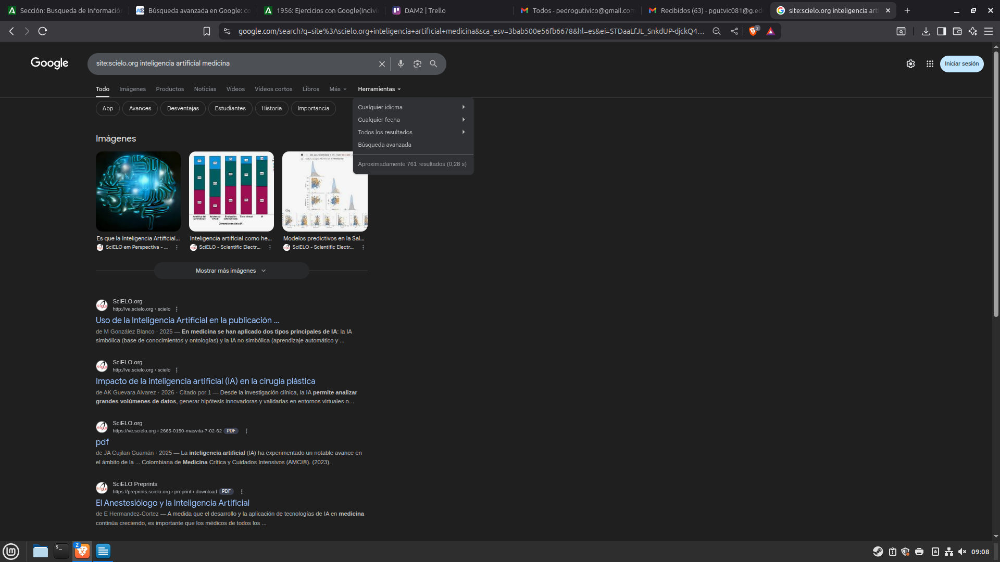 Sección: Busqueda de Información
Búsqueda avanzada en Google: co
1956: Ejercicios con Google(Indivi
DAM2 | Trello
Todos - pedrogutivico@gmail.com
Recibidos (63) - pgutvic081@g.ed
site:scielo.org inteligencia art
google.com/search?q=site%3Ascielo.org+inteligencia+artificial+medicina&sca_esv=3bab500e56fb6678&hl=es&ei=STDaaLfJL_SnkdUP-djckQ4...
2
Google
site:scielo.org inteligencia artificial medicina
Iniciar sesión
Todo
Imágenes
Productos
Noticias
Vídeos
Vídeos cortos
Libros
Más
Herramientas
App
Avances
Desventajas
Estudiantes
Historia
Importancia
Cualquier idioma
Cualquier fecha
Todos los resultados
Búsqueda avanzada
Aproximadamente 761 resultados (0,28 s)
Imágenes
Dimensiones de la IA
Es que la Inteligencia Artificial...
Inteligencia artificial como he...
Modelos predictivos en la Sal...
SciELO em Perspectiva - ...
SciELO - Scientific Electr...
SciELO - Scientific Electr...
Mostrar más imágenes
SciELO.org
http://ve.scielo.org › scielo
Uso de la Inteligencia Artificial en la publicación ...
de M González Blanco · 2025 — En medicina se han aplicado dos tipos principales de IA: la IA
simbólica (base de conocimientos y ontologías) y la IA no simbólica (aprendizaje automático y ...
SciELO.org
http://ve.scielo.org › scielo
Impacto de la inteligencia artificial (IA) en la cirugía plástica
de AK Guevara Alvarez · 2026 · Citado por 1 — Desde la investigación clínica, la IA permite analizar
grandes volúmenes de datos, generar hipótesis innovadoras y validarlas en entornos virtuales o...
SciELO.org
https://ve.scielo.org › 2665-0150-masvita-7-02-62 PDF
pdf
de JA Cujilan Guamán · 2025 — La inteligencia artificial (IA) ha experimentado un notable avance en
el ámbito de la ... Colombiana de Medicina Crítica y Cuidados Intensivos (AMCI®). (2023).
SciELO Preprints
https://preprints.scielo.org › preprint › download PDF
El Anestesiólogo y la Inteligencia Artificial
de E Hermandez-Cortez — A medida que el desarrollo y la aplicación de tecnologías de IA en medicina
continúa creciendo, es importante que los médicos de todos los ...
2
09:08